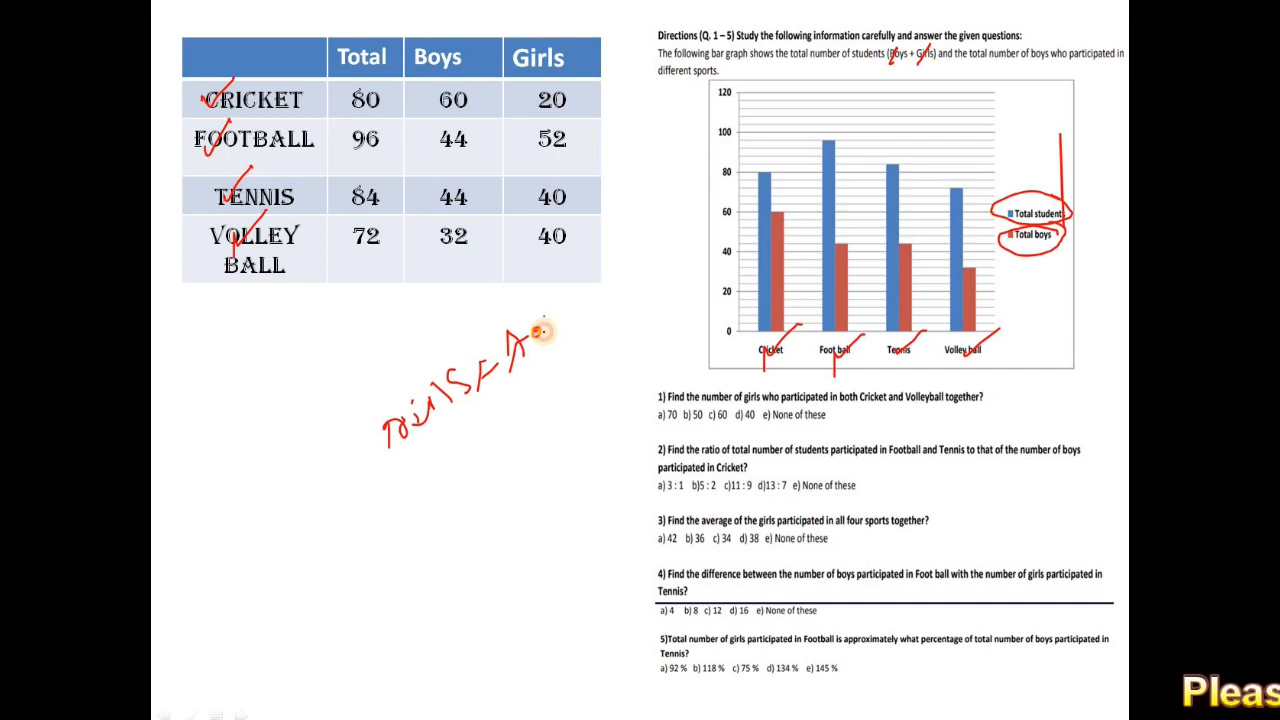 Total Boys Girls
CRICKET 80 60 20
FOOTBALL 96 44 52
TENNIS 84 44 40
VOLLEY 72 32 40
BALL
Directions (Q. 1 – 5) Study the following information carefully and answer the given questions:
The following bar graph shows the total number of students (Boys + Girls) and the total number of boys who participated in
different sports.
120
100
80
60
40
20
0
Total students
Total boys
Cricket Foot ball Tennis Volley ball
1) Find the number of girls who participated in both Cricket and Volleyball together?
a) 70 b) 50 c) 60 d) 40 e) None of these
2) Find the ratio of total number of students participated in Football and Tennis to that of the number of boys
participated in Cricket?
a) 3 : 1 b)5 : 2 c)11 : 9 d)13 : 7 e) None of these
3) Find the average of the girls participated in all four sports together?
a) 42 b) 36 c) 34 d) 38 e) None of these
4) Find the difference between the number of boys participated in Foot ball with the number of girls participated in
Tennis?
a) 4 b) 8 c) 12 d) 16 e) None of these
5)Total number of girls participated in Football is approximately what percentage of total number of boys participated in
Tennis?
a) 92 % b) 118 % c) 75 % d) 134 % e) 145 %
Pleas